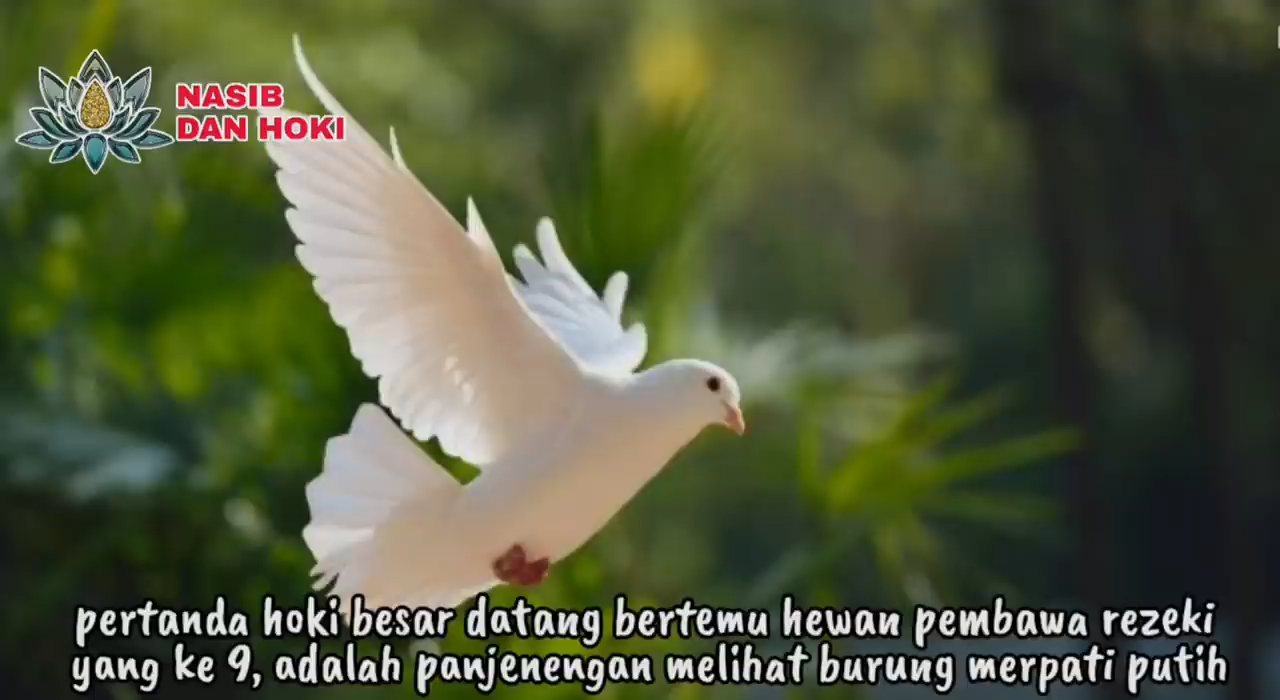 NASIB
DAN HOKI
pertanda hoki besar datang bertemu hewan pembawa rezeki
yang ke 9, adalah panjenengan melihat burung merpati putih